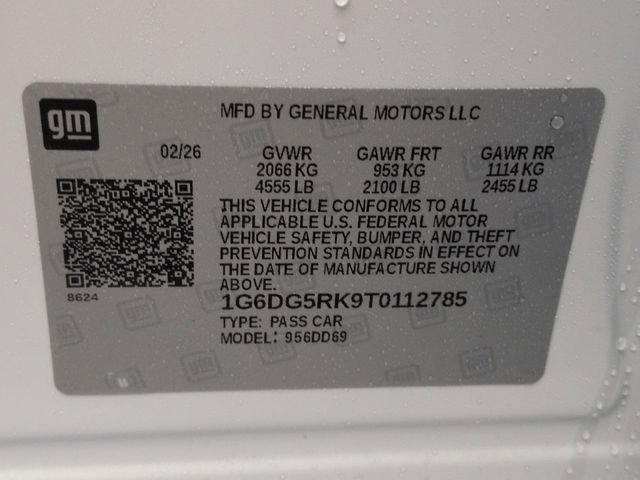 gm
MFD BY GENERAL MOTORS LLC
02/26 GVWR GAWR FRT GAWR RR
2066 KG 953 KG 1114 KG
4555 LB 2100 LB 2455 LB
THIS VEHICLE CONFORMS TO ALL
APPLICABLE U.S. FEDERAL MOTOR
VEHICLE SAFETY, BUMPER, AND THEFT
PREVENTION STANDARDS IN EFFECT ON
THE DATE OF MANUFACTURE SHOWN
ABOVE.
8624
1G6DG5RK9T0112785
TYPE: PASS CAR
MODEL: 956DD69